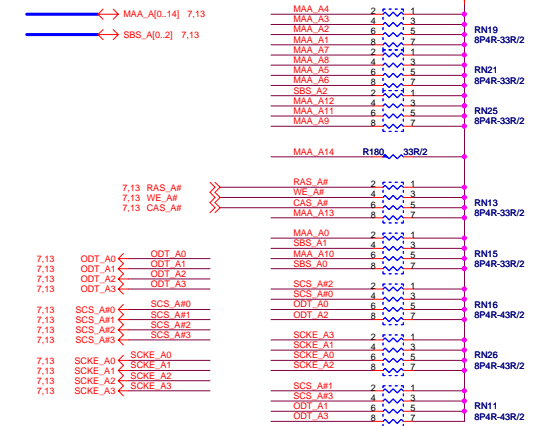 MAA_A[0..14] 7,13
SBS_A[0..2] 7,13
MAA_A4 2 1
MAA_A3 4 3
MAA_A2 6 5 RN19
MAA_A1 8 7 8P4R-33R/2
MAA_A7 2 1
MAA_A8 4 3
MAA_A5 6 5 RN21
MAA_A6 8 7 8P4R-33R/2
SBS_A2 2 1
MAA_A12 4 3
MAA_A11 6 5 RN25
MAA_A9 8 7 8P4R-33R/2
MAA_A14 R180 33R/2
7,13 RAS_A# RAS_A# 2 1
7,13 WE_A# WE_A# 4 3
7,13 CAS_A# CAS_A# 6 5 RN13
MAA_A13 8 7 8P4R-33R/2
MAA_A0 2 1
SBS_A1 4 3
MAA_A10 6 5 RN15
SBS_A0 8 7 8P4R-33R/2
7,13 ODT_A0 ODT_A0
7,13 ODT_A1 ODT_A1
7,13 ODT_A2 ODT_A2
7,13 ODT_A3 ODT_A3
SCS_A#2 2 1
SCS_A#0 4 3
ODT_A0 6 5 RN16
ODT_A2 8 7 8P4R-43R/2
7,13 SCS_A#0 SCS_A#0
7,13 SCS_A#1 SCS_A#1
7,13 SCS_A#2 SCS_A#2
7,13 SCS_A#3 SCS_A#3
SCKE_A3 2 1
SCKE_A1 4 3
SCKE_A0 6 5 RN26
SCKE_A2 8 7 8P4R-43R/2
7,13 SCKE_A0 SCKE_A0
7,13 SCKE_A1 SCKE_A1
7,13 SCKE_A2 SCKE_A2
7,13 SCKE_A3 SCKE_A3
SCS_A#1 2 1
SCS_A#3 4 3
ODT_A1 6 5 RN11
ODT_A3 8 7 8P4R-43R/2